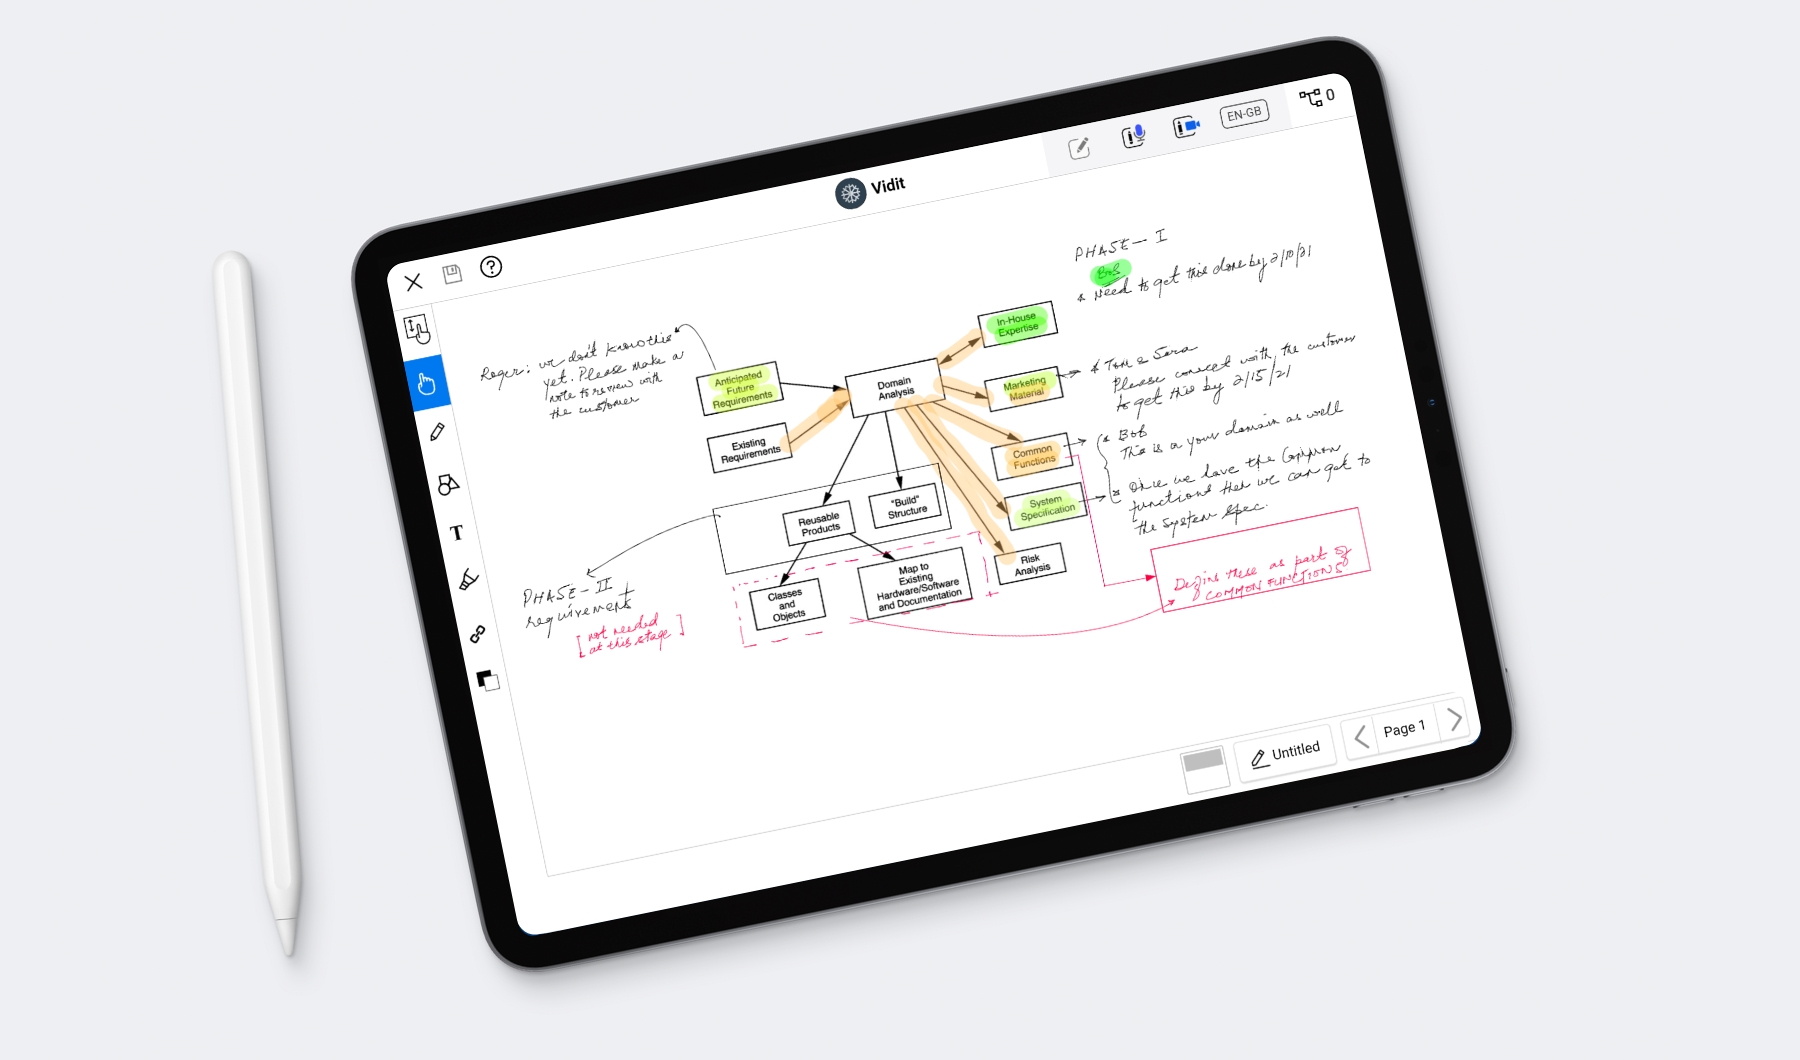 EN-GB
0
Vidit
PHASE-I
Bob
Need to get this done by 2/10/21
Roger: we don't know this
yet. Please make a
note to review with
the customer
Anticipated
Future
Requirements
Existing
Requirements
Domain
Analysis
In-House
Expertise
Marketing
Material
Common
Functions
System
Specification
Risk
Analysis
"Build"
Structure
Reusable
Products
Classes
and
Objects
Map to
Existing
Hardware/Software
and Documentation
Tom & Sara
Please connect with the customer
to get this by 2/15/21
Bob
This is a your domain as well
Once we have the Common
functions then we can get to
the System Spec.
PHASE-II
requirement
[not needed
at this stage]
Define these as part of
COMMON FUNCTIONS
T
Untitled
Page 1